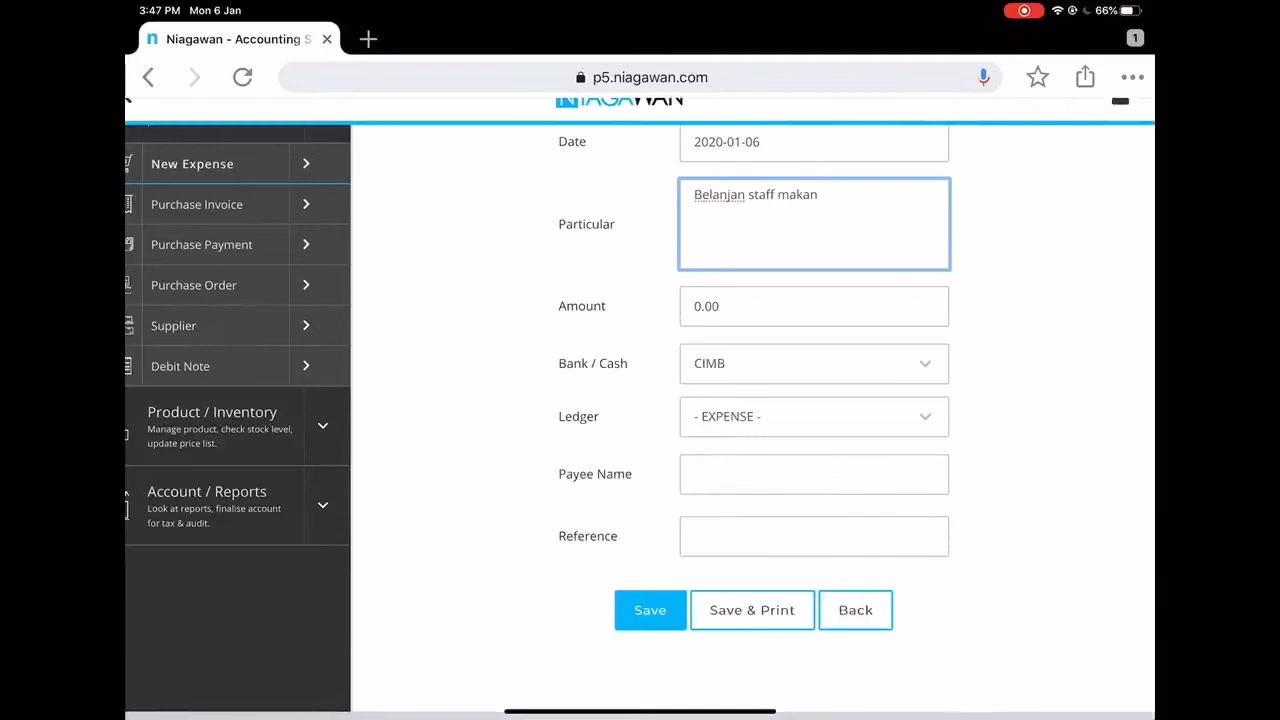 3:47 PM Mon 6 Jan
66%
n Niagawan - Accounting S
1
p5.niagawan.com
NIAGAWAN
Date
2020-01-06
New Expense
Purchase Invoice
Purchase Payment
Purchase Order
Supplier
Debit Note
Product / Inventory
Manage product, check stock level,
update price list.
Account / Reports
Look at reports, finalise account
for tax & audit.
Particular
Belanjan staff makan
Amount
0.00
Bank / Cash
CIMB
Ledger
- EXPENSE -
Payee Name
Reference
Save
Save & Print
Back